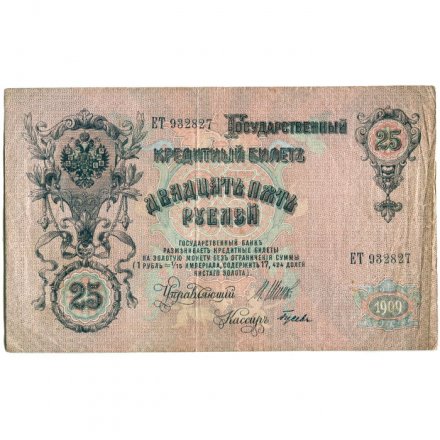 ЕТ 932827
Государственный
25
Кредитный Билетъ
Двадцать пять
рублей
Государственный Банкъ
размѣниваетъ кредитные билеты
на золотую монету безъ ограниченія суммы
(1 рубль = 1/15 имперіала, содержитъ 17,424 долей
чистаго золота).
ЕТ 932827
25
Управляющій
Кассиръ
1909